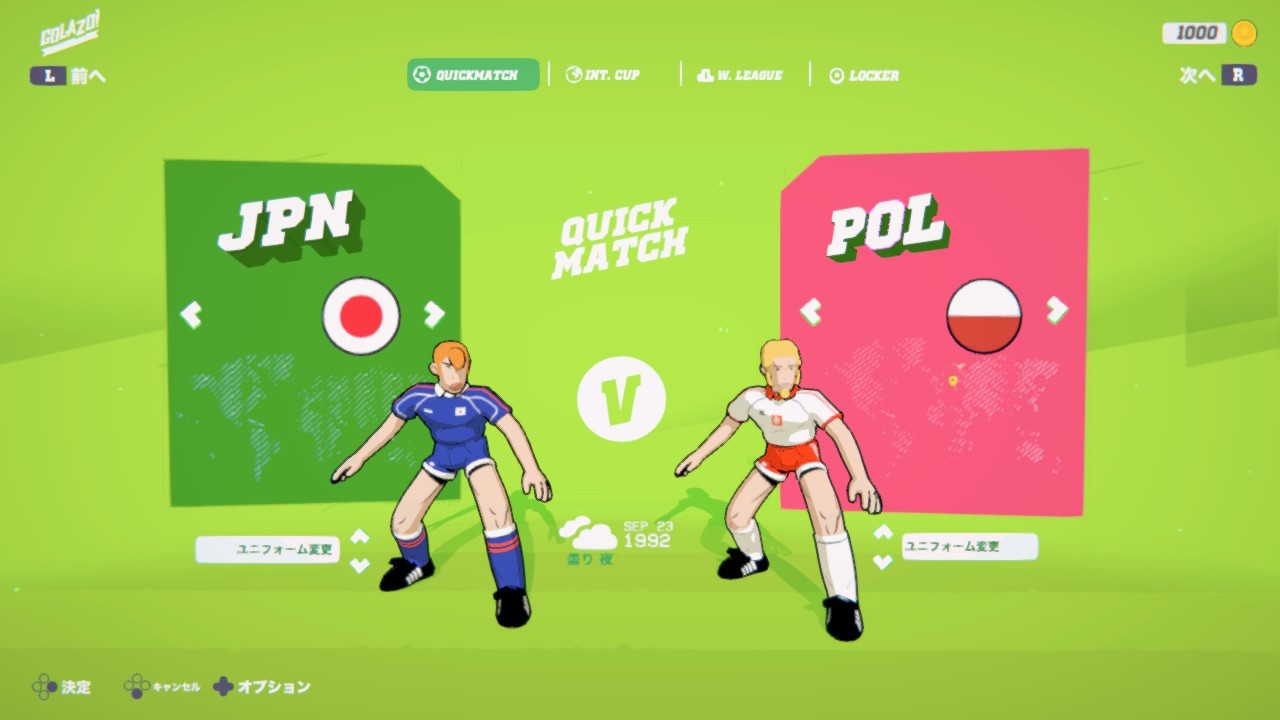 GOLAZO!
1000
L 前へ
QUICKMATCH
INT. CUP
W. LEAGUE
LOCKER
次へ R
JPN
QUICK
MATCH
POL
V
SEP 23
1992
曇り 夜
ユニフォーム変更
ユニフォーム変更
決定
キャンセル
オプション